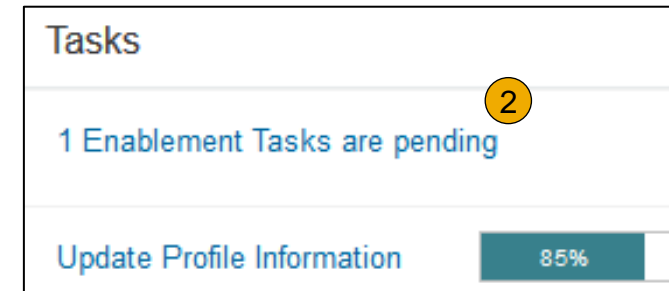 Tasks
2
1 Enablement Tasks are pending
Update Profile Information 85%